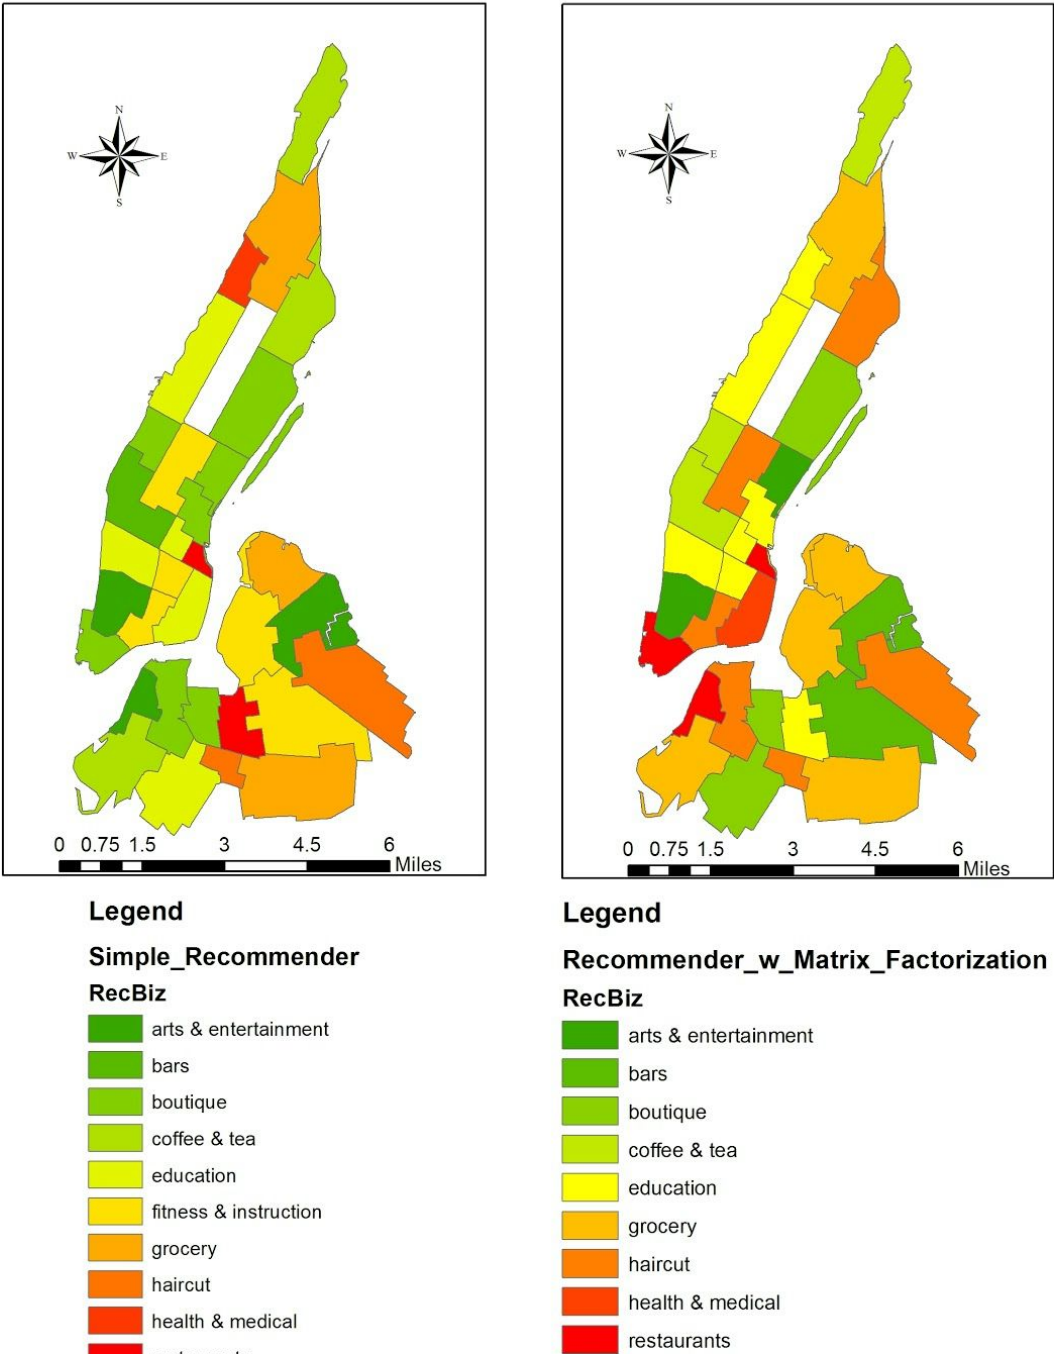 N
W E
S
N
W E
S
0 0.75 1.5 3 4.5 6
Miles
0 0.75 1.5 3 4.5 6
Miles
Legend
Simple_Recommender
RecBiz
arts & entertainment
bars
boutique
coffee & tea
education
fitness & instruction
grocery
haircut
health & medical
Legend
Recommender_w_Matrix_Factorization
RecBiz
arts & entertainment
bars
boutique
coffee & tea
education
grocery
haircut
health & medical
restaurants